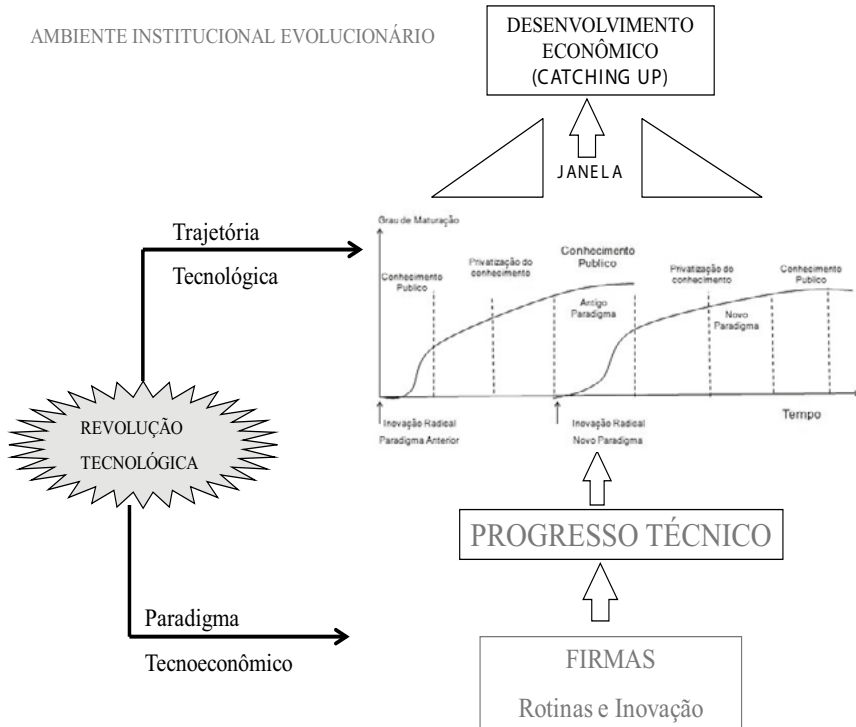 AMBIENTE INSTITUCIONAL EVOLUCIONÁRIO
DESENVOLVIMENTO
ECONÔMICO
(CATCHING UP)
JANELA
Trajetória
Tecnológica
Grau de Maturação
Conhecimento
Publico
Privatização do
conhecimento
Conhecimento
Publico
Privatização do
conhecimento
Conhecimento
Publico
Antigo
Paradigma
Novo
Paradigma
Tempo
Inovação Radical
Paradigma Anterior
Inovação Radical
Novo Paradigma
REVOLUÇÃO
TECNOLÓGICA
PROGRESSO TÉCNICO
Paradigma
Tecnoeconômico
FIRMAS
Rotinas e Inovação